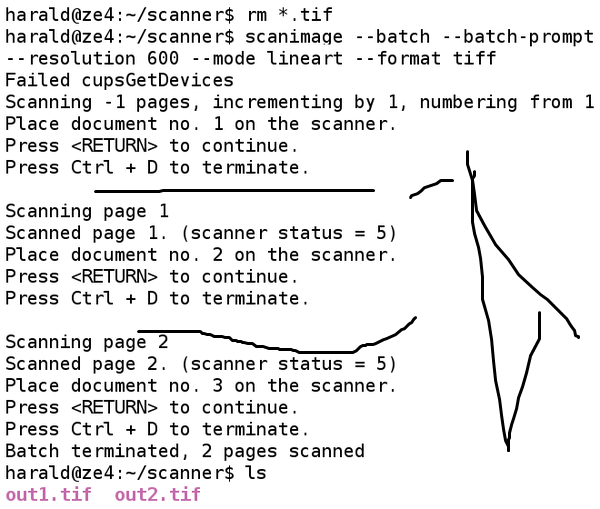 harald@ze4:~/scanner$ rm *.tif
harald@ze4:~/scanner$ scanimage --batch --batch-prompt
--resolution 600 --mode lineart --format tiff
Failed cupsGetDevices
Scanning -1 pages, incrementing by 1, numbering from 1
Place document no. 1 on the scanner.
Press <RETURN> to continue.
Press Ctrl + D to terminate.
Scanning page 1
Scanned page 1. (scanner status = 5)
Place document no. 2 on the scanner.
Press <RETURN> to continue.
Press Ctrl + D to terminate.
Scanning page 2
Scanned page 2. (scanner status = 5)
Place document no. 3 on the scanner.
Press <RETURN> to continue.
Press Ctrl + D to terminate.
Batch terminated, 2 pages scanned
harald@ze4:~/scanner$ ls
out1.tif  out2.tif